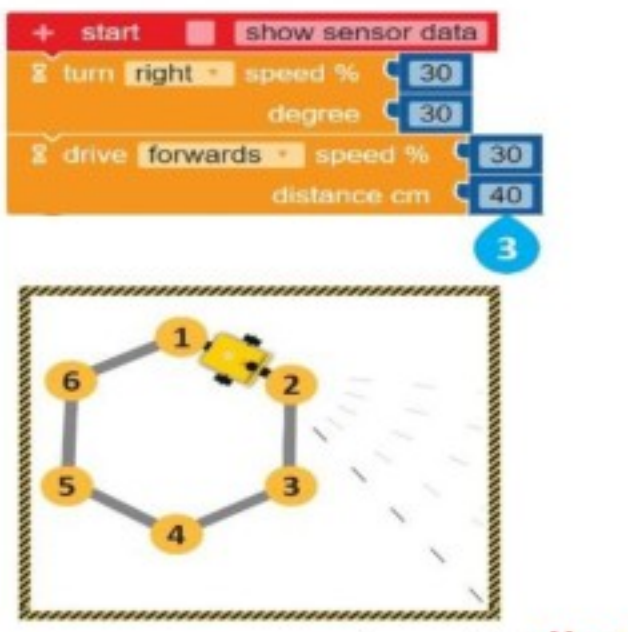 + start show sensor data
turn right speed % 30
degree 30
drive forwards speed % 30
distance cm 40
3
1
6
2
5
3
4